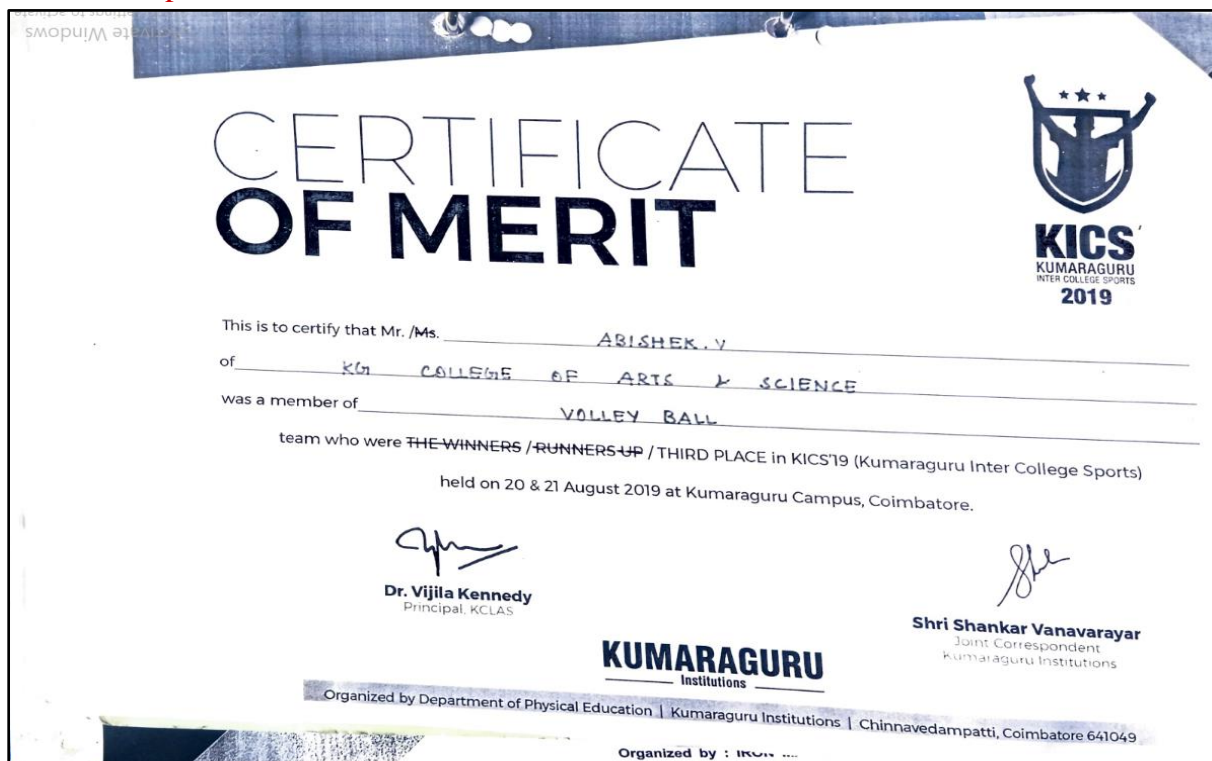 Activate Windows
CERTIFICATE
OF MERIT
KICS
KUMARAGURU
INTER COLLEGE SPORTS
2019
This is to certify that Mr. /Ms. ABISHEK. V
of KG COLLEGE OF ARTS & SCIENCE
was a member of VOLLEY BALL
team who were THE WINNERS / RUNNERS UP / THIRD PLACE in KICS'19 (Kumaraguru Inter College Sports)
held on 20 & 21 August 2019 at Kumaraguru Campus, Coimbatore.
Dr. Vijila Kennedy
Principal, KCLAS
Shri Shankar Vanavarayar
Joint Correspondent
Kumaraguru Institutions
KUMARAGURU
Institutions
Organized by Department of Physical Education | Kumaraguru Institutions | Chinnavedampatti, Coimbatore 641049
Organized by :